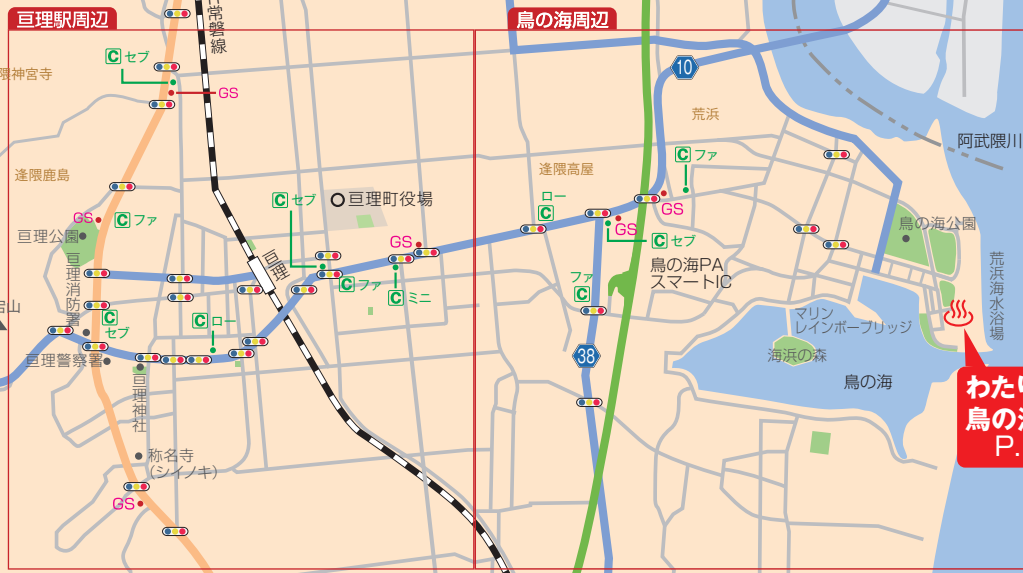 亘理駅周辺
鳥の海周辺
常磐線
C セブ
GS
隈神宮寺
10
荒浜
阿武隈川
C ファ
逢隈高屋
逢隈鹿島
ロー
C
C セブ
亘理町役場
GS
GS
C ファ
GS
GS
C セブ
鳥の海公園
亘理公園
亘理
亘理消防署
鳥の海PA
スマートIC
荒浜海水浴場
ファ
C
C ファ
C ミニ
マリン
レインボーブリッジ
C
セブ
C ロー
38
海浜の森
亘理警察署
鳥の海
わたり
鳥の海
P.
亘理神社
称名寺
(シイノキ)
GS